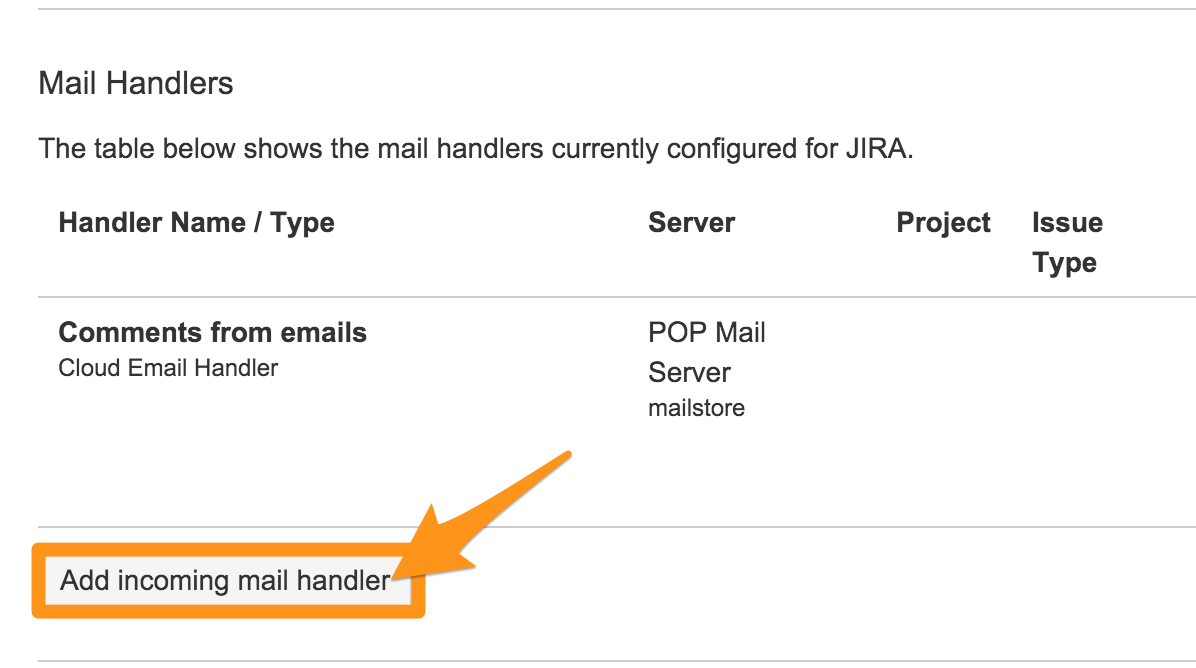 Mail Handlers
The table below shows the mail handlers currently configured for JIRA.
Handler Name / Type Server Project Issue
Type
Comments from emails POP Mail
Cloud Email Handler Server
mailstore
Add incoming mail handler